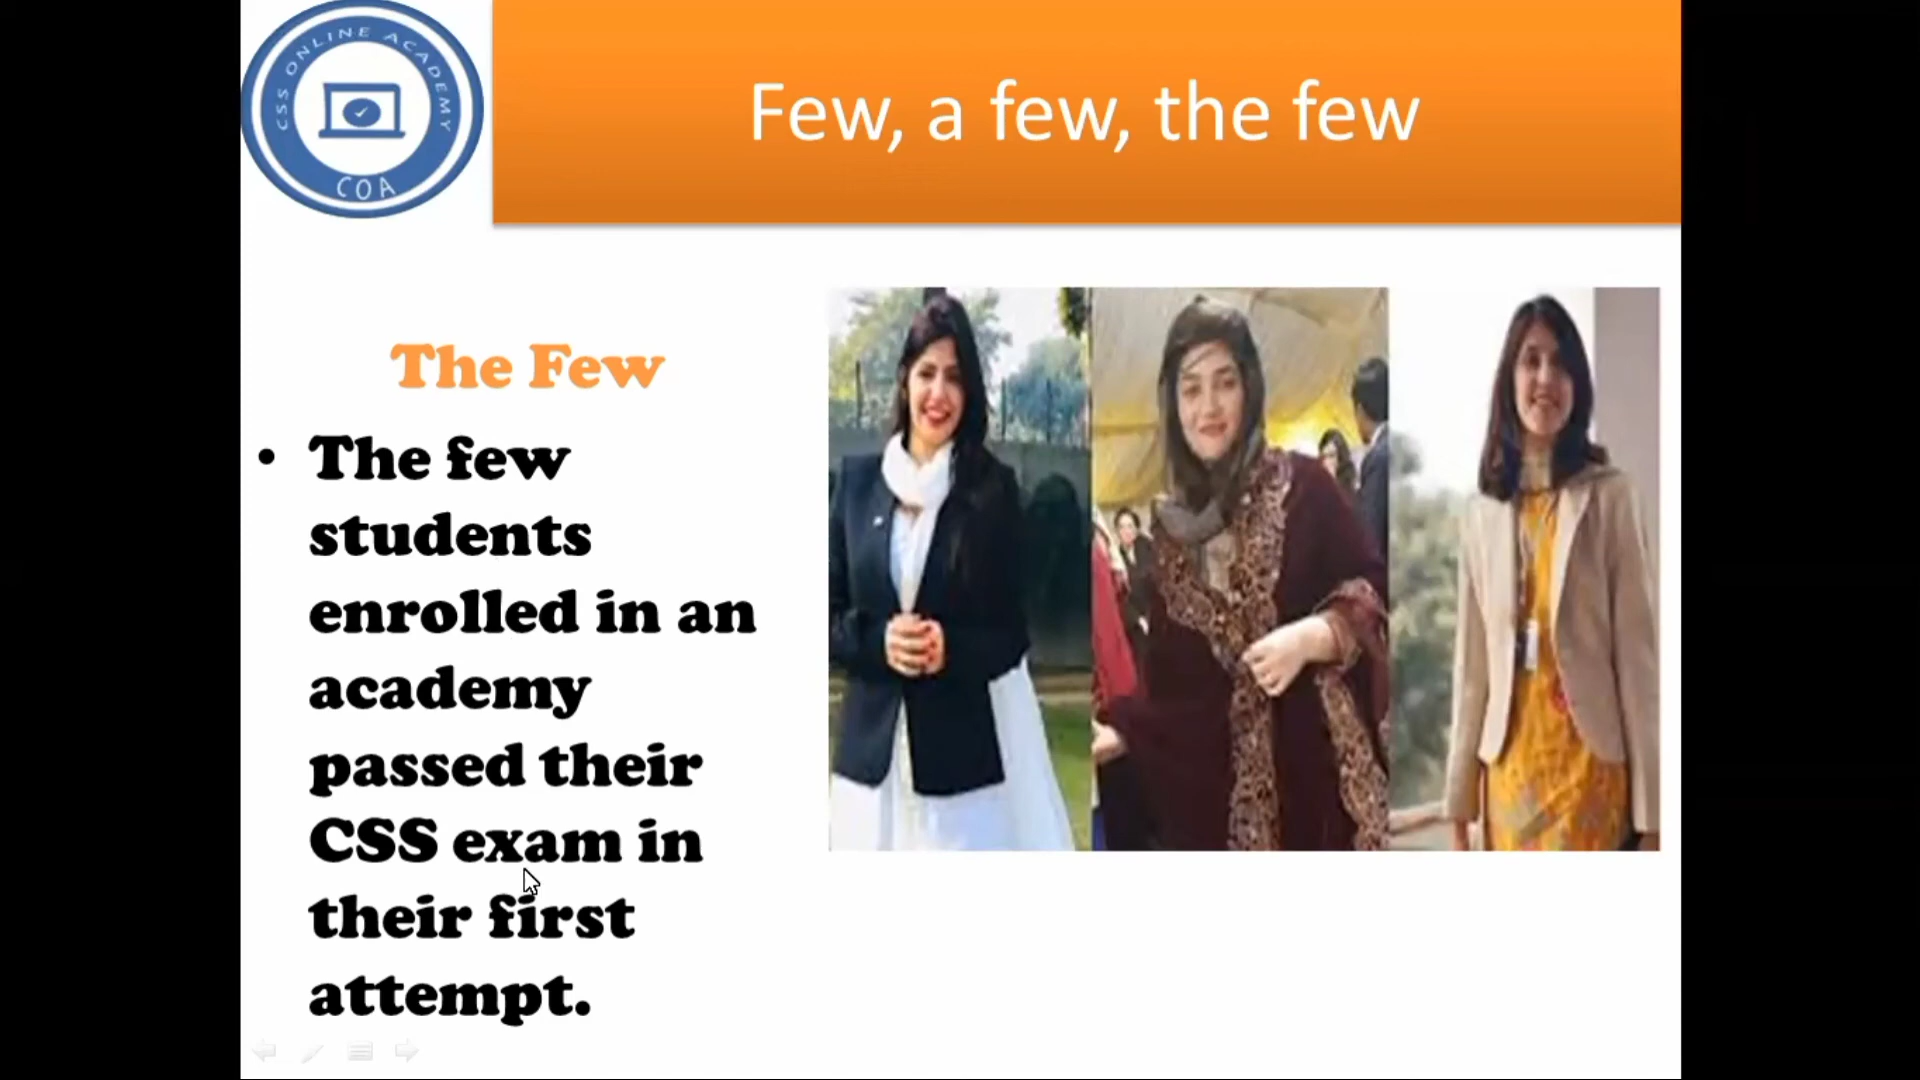 CSS ONLINE ACADEMY
COA
Few, a few, the few
The Few
• The few
students
enrolled in an
academy
passed their
CSS exam in
their first
attempt.